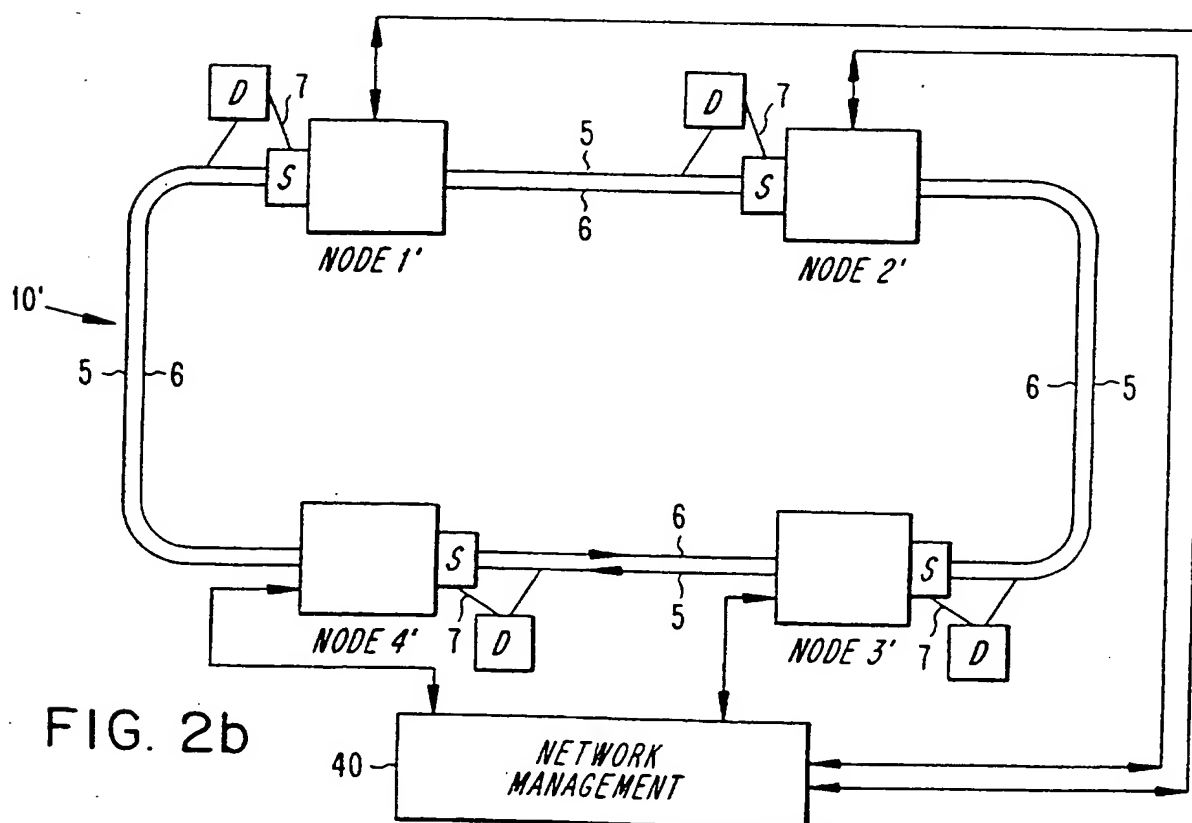 D 7 D 7
S 5 S
6
NODE 1' NODE 2'
10'
5 6 6 5
6
S S
5
NODE 4' 7 D NODE 3' 7 D
FIG. 2b
40 NETWORK
MANAGEMENT